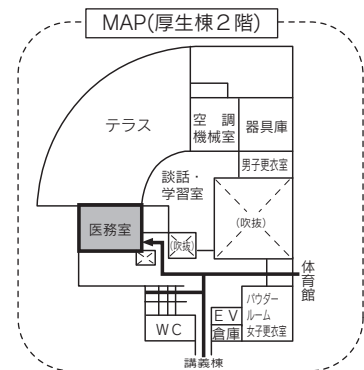 MAP(厚生棟２階)
テラス
空調
機械室
器具庫
男子更衣室
談話・
学習室
(吹抜)
医務室
(吹抜)
体育館
パウダー
ルーム
女子更衣室
ＥＶ
倉庫
ＷＣ
講義棟